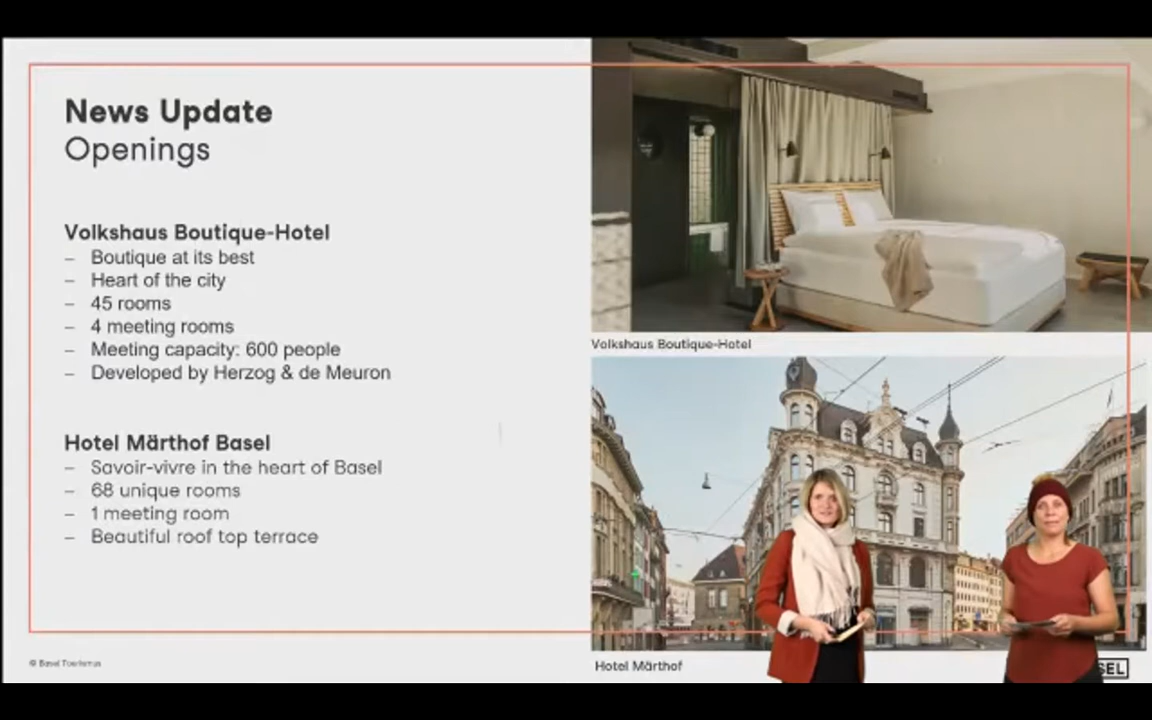 News Update
Openings
Volkshaus Boutique-Hotel
– Boutique at its best
– Heart of the city
– 45 rooms
– 4 meeting rooms
– Meeting capacity: 600 people
– Developed by Herzog & de Meuron
Hotel Märthof Basel
– Savoir-vivre in the heart of Basel
– 68 unique rooms
– 1 meeting room
– Beautiful roof top terrace
© Basel Tourismus
Volkshaus Boutique-Hotel
Hotel Märthof
SEL